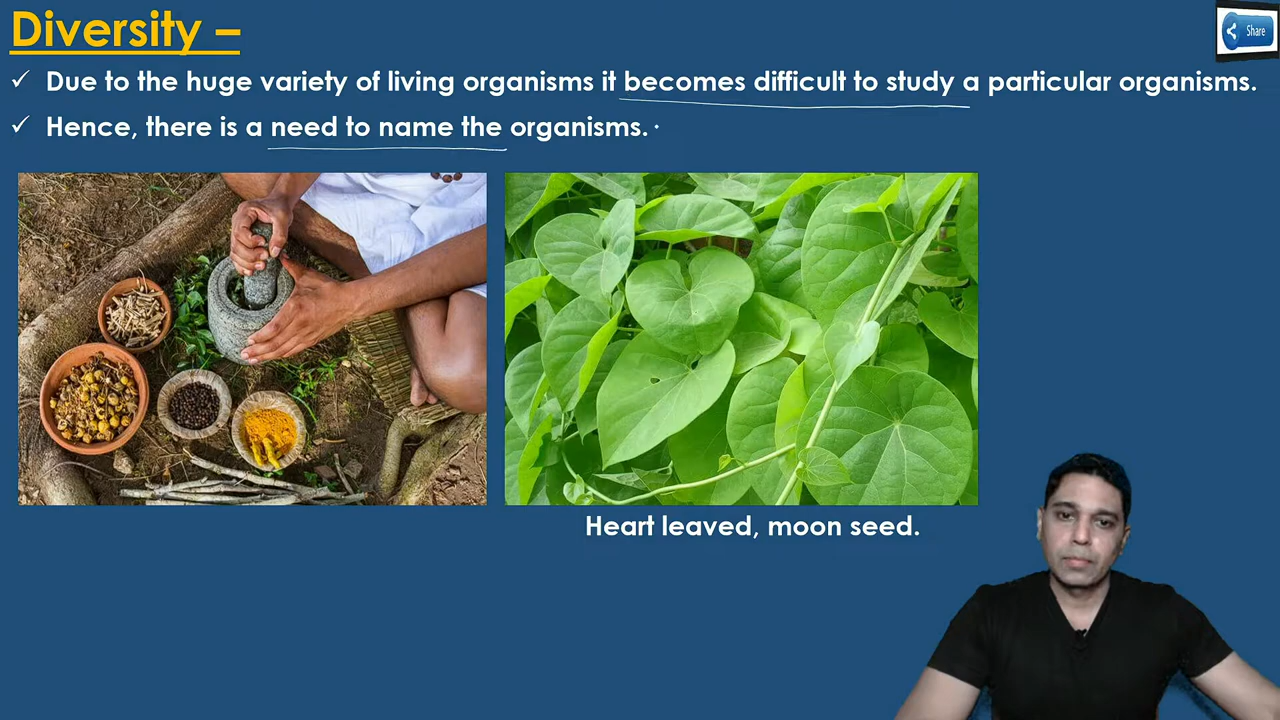 Diversity –
Share
✓ Due to the huge variety of living organisms it becomes difficult to study a particular organisms.
✓ Hence, there is a need to name the organisms.
Heart leaved, moon seed.